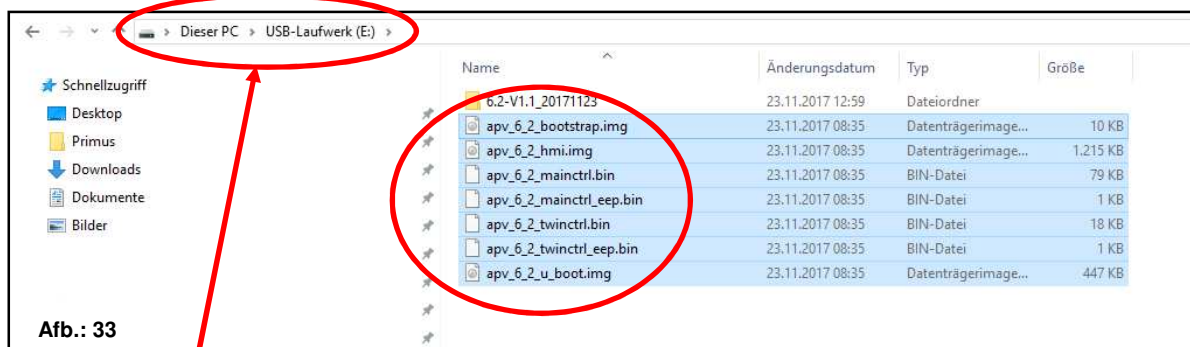 Dieser PC > USB-Laufwerk (E:) >
Name Änderungsdatum Typ Größe
Schnellzugriff
Desktop
Primus
Downloads
Dokumente
Bilder
6.2-V1.1_20171123 23.11.2017 12:59 Dateiordner
apv_6_2_bootstrap.img 23.11.2017 08:35 Datenträgerimage... 10 KB
apv_6_2_hmi.img 23.11.2017 08:35 Datenträgerimage... 1.215 KB
apv_6_2_mainctrl.bin 23.11.2017 08:35 BIN-Datei 79 KB
apv_6_2_mainctrl_eep.bin 23.11.2017 08:35 BIN-Datei 1 KB
apv_6_2_twinctrl.bin 23.11.2017 08:35 BIN-Datei 18 KB
apv_6_2_twinctrl_eep.bin 23.11.2017 08:35 BIN-Datei 1 KB
apv_6_2_u_boot.img 23.11.2017 08:35 Datenträgerimage... 447 KB
Afb.: 33